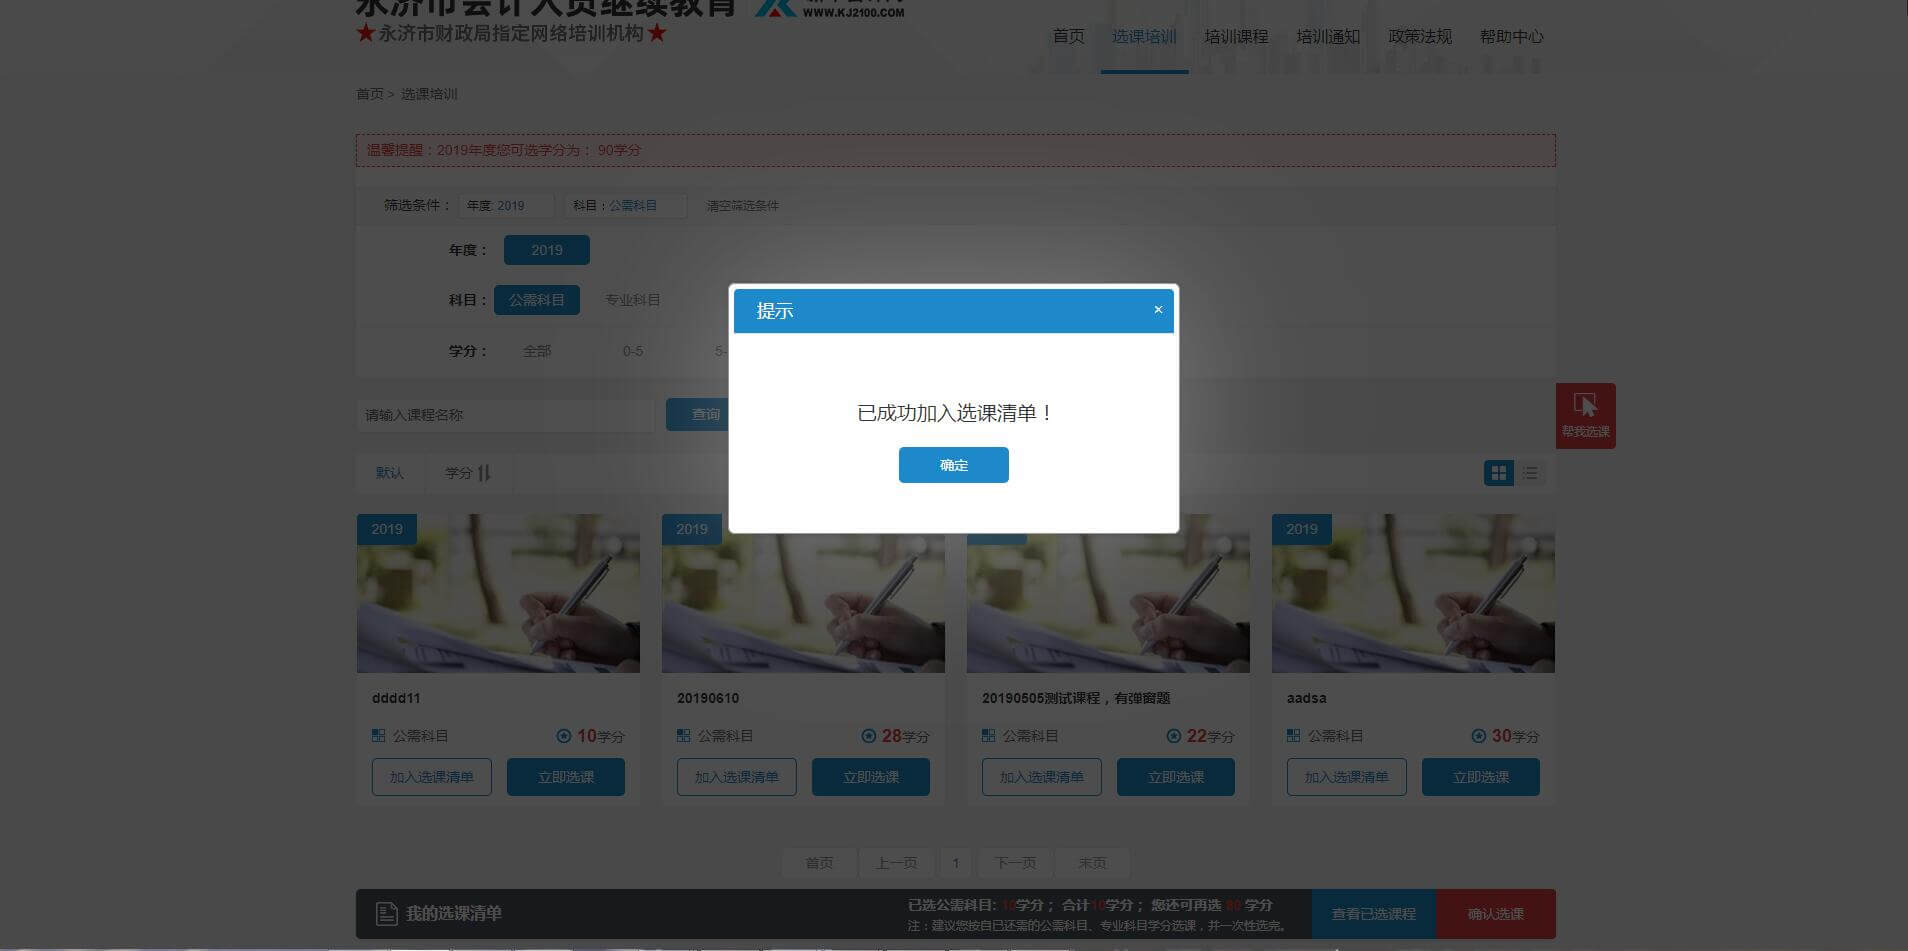 永济市会计人员继续教育
WWW.KJ2100.COM
★永济市财政局指定网络培训机构★
首页 选课培训 培训课程 培训通知 政策法规 帮助中心
首页 > 选课培训
温馨提醒：2019年度您可选学分为： 90学分
筛选条件： 年度: 2019 科目：公需科目 清空筛选条件
年度： 2019
科目： 公需科目 专业科目
学分： 全部 0-5 5-
提示 ×
已成功加入选课清单！
确定
请输入课程名称 查询
帮我选课
默认 学分
2019 2019 2019
dddd11 20190610 20190505测试课程，有弹窗题 aadsa
公需科目 10学分 公需科目 28学分 公需科目 22学分 公需科目 30学分
加入选课清单 立即选课 加入选课清单 立即选课 加入选课清单 立即选课 加入选课清单 立即选课
首页 上一页 1 下一页 末页
我的选课清单
已选公需科目: 10学分； 合计10学分； 您还可再选 80 学分
注：建议您按自已还需的公需科目、专业科目学分选课，并一次性选完。
查看已选课程 确认选课